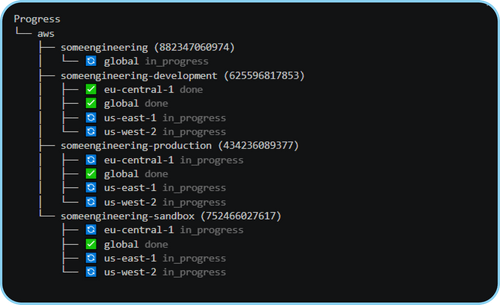 Progress
└── aws
    ├── someengineering (882347060974)
    │   └── 🔄 global in_progress
    ├── someengineering-development (625596817853)
    │   ├── ✅ eu-central-1 done
    │   ├── ✅ global done
    │   ├── 🔄 us-east-1 in_progress
    │   └── 🔄 us-west-2 in_progress
    ├── someengineering-production (434236089377)
    │   ├── 🔄 eu-central-1 in_progress
    │   ├── ✅ global done
    │   ├── 🔄 us-east-1 in_progress
    │   └── 🔄 us-west-2 in_progress
    └── someengineering-sandbox (752466027617)
        ├── 🔄 eu-central-1 in_progress
        ├── ✅ global done
        ├── 🔄 us-east-1 in_progress
        └── 🔄 us-west-2 in_progress